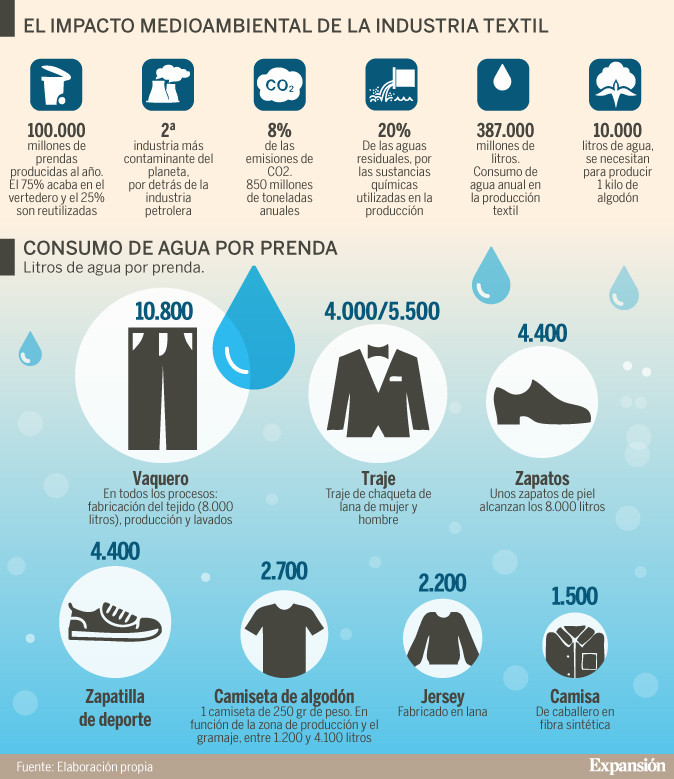 EL IMPACTO MEDIOAMBIENTAL DE LA INDUSTRIA TEXTIL
100.000
millones de
prendas
producidas al año.
El 75% acaba en el
vertedero y el 25%
son reutilizadas
2ª
industria más
contaminante del
planeta,
por detrás de la
industria
petrolera
CO2
8%
de las
emisiones de
CO2.
850 millones
de toneladas
anuales
20%
De las aguas
residuales, por
las sustancias
químicas
utilizadas en la
producción
387.000
millones de
litros.
Consumo de
agua anual en
la producción
textil
10.000
litros de agua,
se necesitan
para producir
1 kilo de
algodón
CONSUMO DE AGUA POR PRENDA
Litros de agua por prenda.
10.800
Vaquero
En todos los procesos:
fabricación del tejido (8.000
litros), producción y lavados
4.000/5.500
Traje
Traje de chaqueta de
lana de mujer y
hombre
4.400
Zapatos
Unos zapatos de piel
alcanzan los 8.000 litros
4.400
Zapatilla
de deporte
2.700
Camiseta de algodón
1 camiseta de 250 gr de peso. En
función de la zona de producción y el
gramaje, entre 1.200 y 4.100 litros
2.200
Jersey
Fabricado en lana
1.500
Camisa
De caballero en
fibra sintética
Fuente: Elaboración propia
Expansión